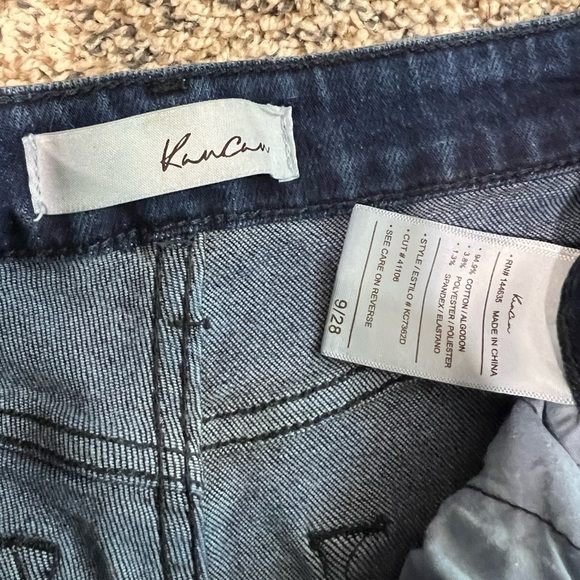 KanCan
KanCan
• RN# 144635 MADE IN CHINA
• 94.9% COTTON / ALGODON
• 3.8% POLYESTER / POLIESTER
• 1.3% SPANDEX / ELASTANO
• STYLE / ESTILO # KC7362D
• CUT # 41106
• SEE CARE ON REVERSE
9/28